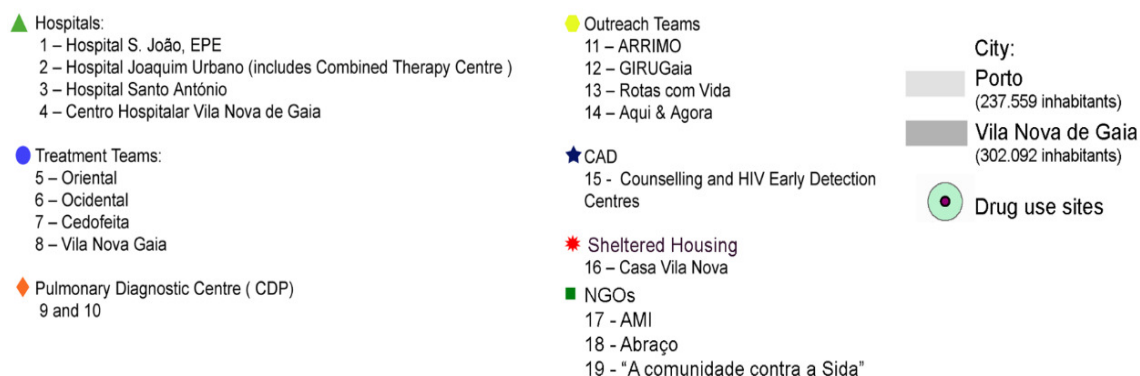 Hospitals:
1 – Hospital S. João, EPE
2 – Hospital Joaquim Urbano (includes Combined Therapy Centre )
3 – Hospital Santo António
4 – Centro Hospitalar Vila Nova de Gaia
Treatment Teams:
5 – Oriental
6 – Ocidental
7 – Cedofeita
8 – Vila Nova Gaia
Pulmonary Diagnostic Centre ( CDP)
9 and 10
Outreach Teams
11 – ARRIMO
12 – GIRUGaia
13 – Rotas com Vida
14 – Aqui & Agora
CAD
15 - Counselling and HIV Early Detection
Centres
Sheltered Housing
16 – Casa Vila Nova
NGOs
17 - AMI
18 - Abraço
19 - “A comunidade contra a Sida”
City:
Porto
(237.559 inhabitants)
Vila Nova de Gaia
(302.092 inhabitants)
Drug use sites